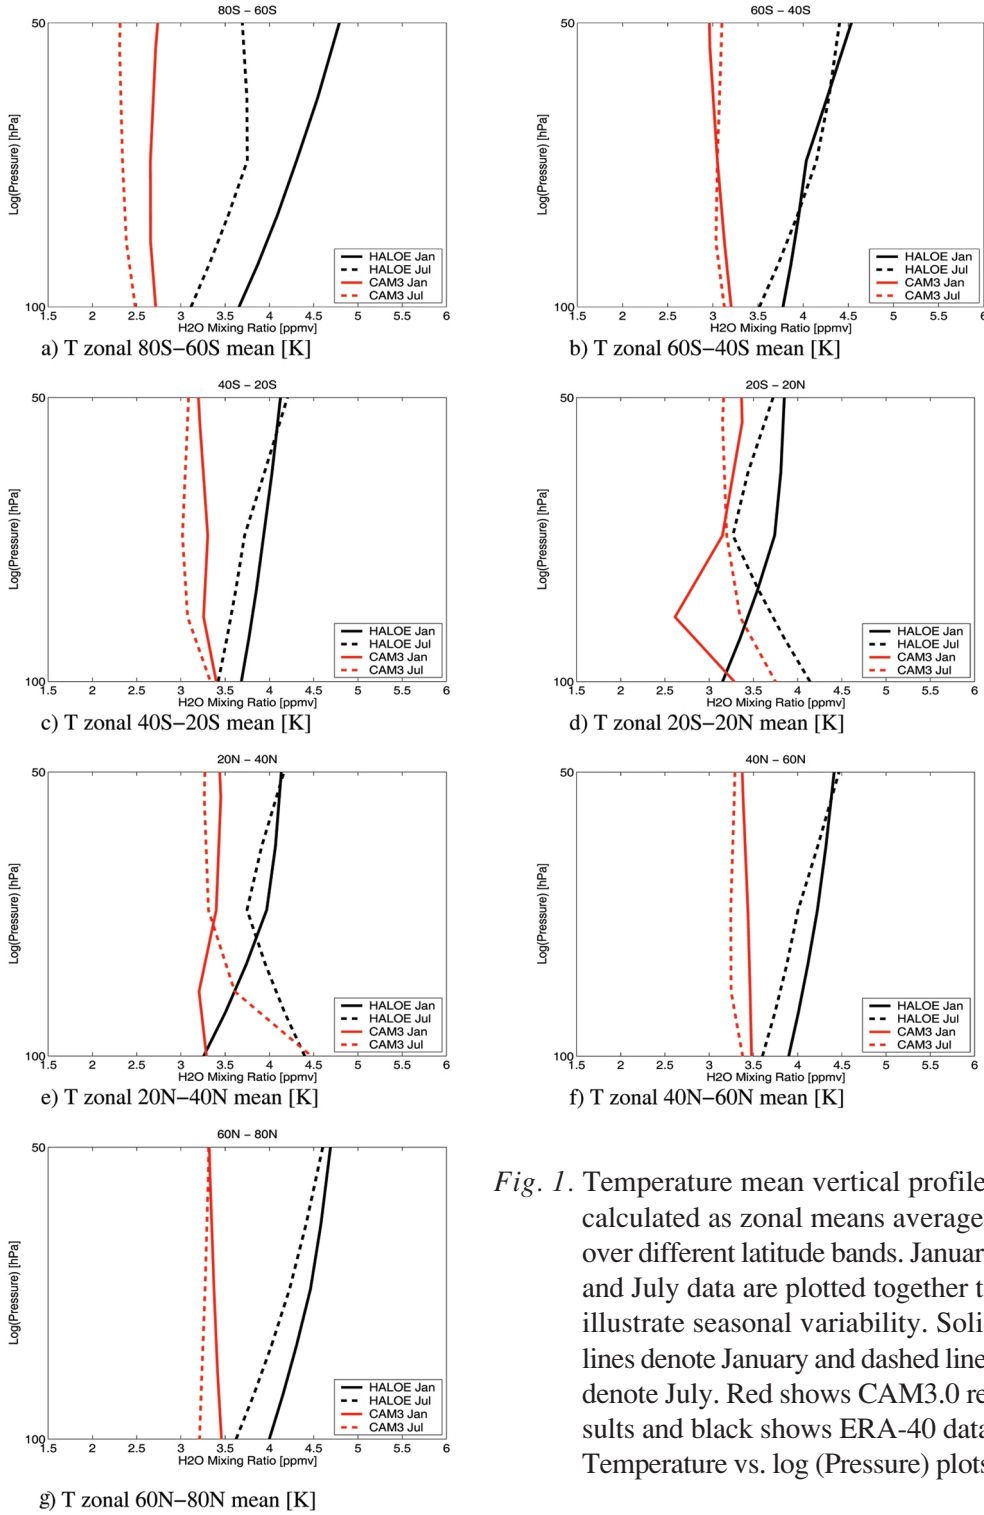 80S − 60S
50
Log(Pressure) [hPa]
HALOE Jan
HALOE Jul
CAM3 Jan
CAM3 Jul
100
1.5 2 2.5 3 3.5 4 4.5 5 5.5 6
H2O Mixing Ratio [ppmv]
a) T zonal 80S−60S mean [K]
60S − 40S
50
Log(Pressure) [hPa]
HALOE Jan
HALOE Jul
CAM3 Jan
CAM3 Jul
100
1.5 2 2.5 3 3.5 4 4.5 5 5.5 6
H2O Mixing Ratio [ppmv]
b) T zonal 60S−40S mean [K]
40S − 20S
50
Log(Pressure) [hPa]
HALOE Jan
HALOE Jul
CAM3 Jan
CAM3 Jul
100
1.5 2 2.5 3 3.5 4 4.5 5 5.5 6
H2O Mixing Ratio [ppmv]
c) T zonal 40S−20S mean [K]
20S − 20N
50
Log(Pressure) [hPa]
HALOE Jan
HALOE Jul
CAM3 Jan
CAM3 Jul
100
1.5 2 2.5 3 3.5 4 4.5 5 5.5 6
H2O Mixing Ratio [ppmv]
d) T zonal 20S−20N mean [K]
20N − 40N
50
Log(Pressure) [hPa]
HALOE Jan
HALOE Jul
CAM3 Jan
CAM3 Jul
100
1.5 2 2.5 3 3.5 4 4.5 5 5.5 6
H2O Mixing Ratio [ppmv]
e) T zonal 20N−40N mean [K]
40N − 60N
50
Log(Pressure) [hPa]
HALOE Jan
HALOE Jul
CAM3 Jan
CAM3 Jul
100
1.5 2 2.5 3 3.5 4 4.5 5 5.5 6
H2O Mixing Ratio [ppmv]
f) T zonal 40N−60N mean [K]
60N − 80N
50
Log(Pressure) [hPa]
HALOE Jan
HALOE Jul
CAM3 Jan
CAM3 Jul
100
1.5 2 2.5 3 3.5 4 4.5 5 5.5 6
H2O Mixing Ratio [ppmv]
g) T zonal 60N−80N mean [K]
Fig. 1. Temperature mean vertical profile
calculated as zonal means average
over different latitude bands. Januar
and July data are plotted together t
illustrate seasonal variability. Soli
lines denote January and dashed line
denote July. Red shows CAM3.0 re
sults and black shows ERA-40 data
Temperature vs. log (Pressure) plots